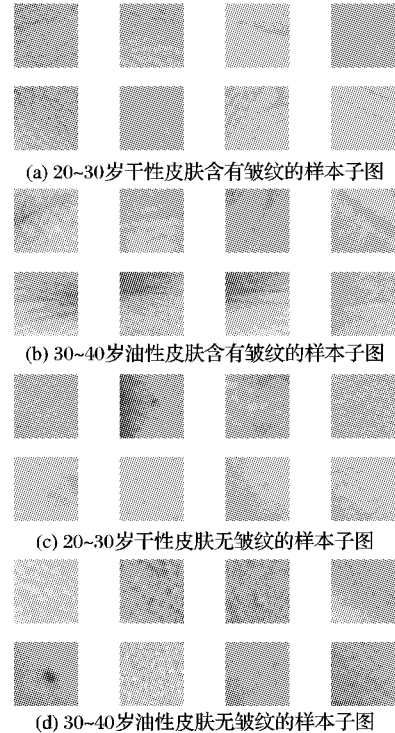 (a) 20~30岁干性皮肤含有皱纹的样本子图
(b) 30~40岁油性皮肤含有皱纹的样本子图
(c) 20~30岁干性皮肤无皱纹的样本子图
(d) 30~40岁油性皮肤无皱纹的样本子图